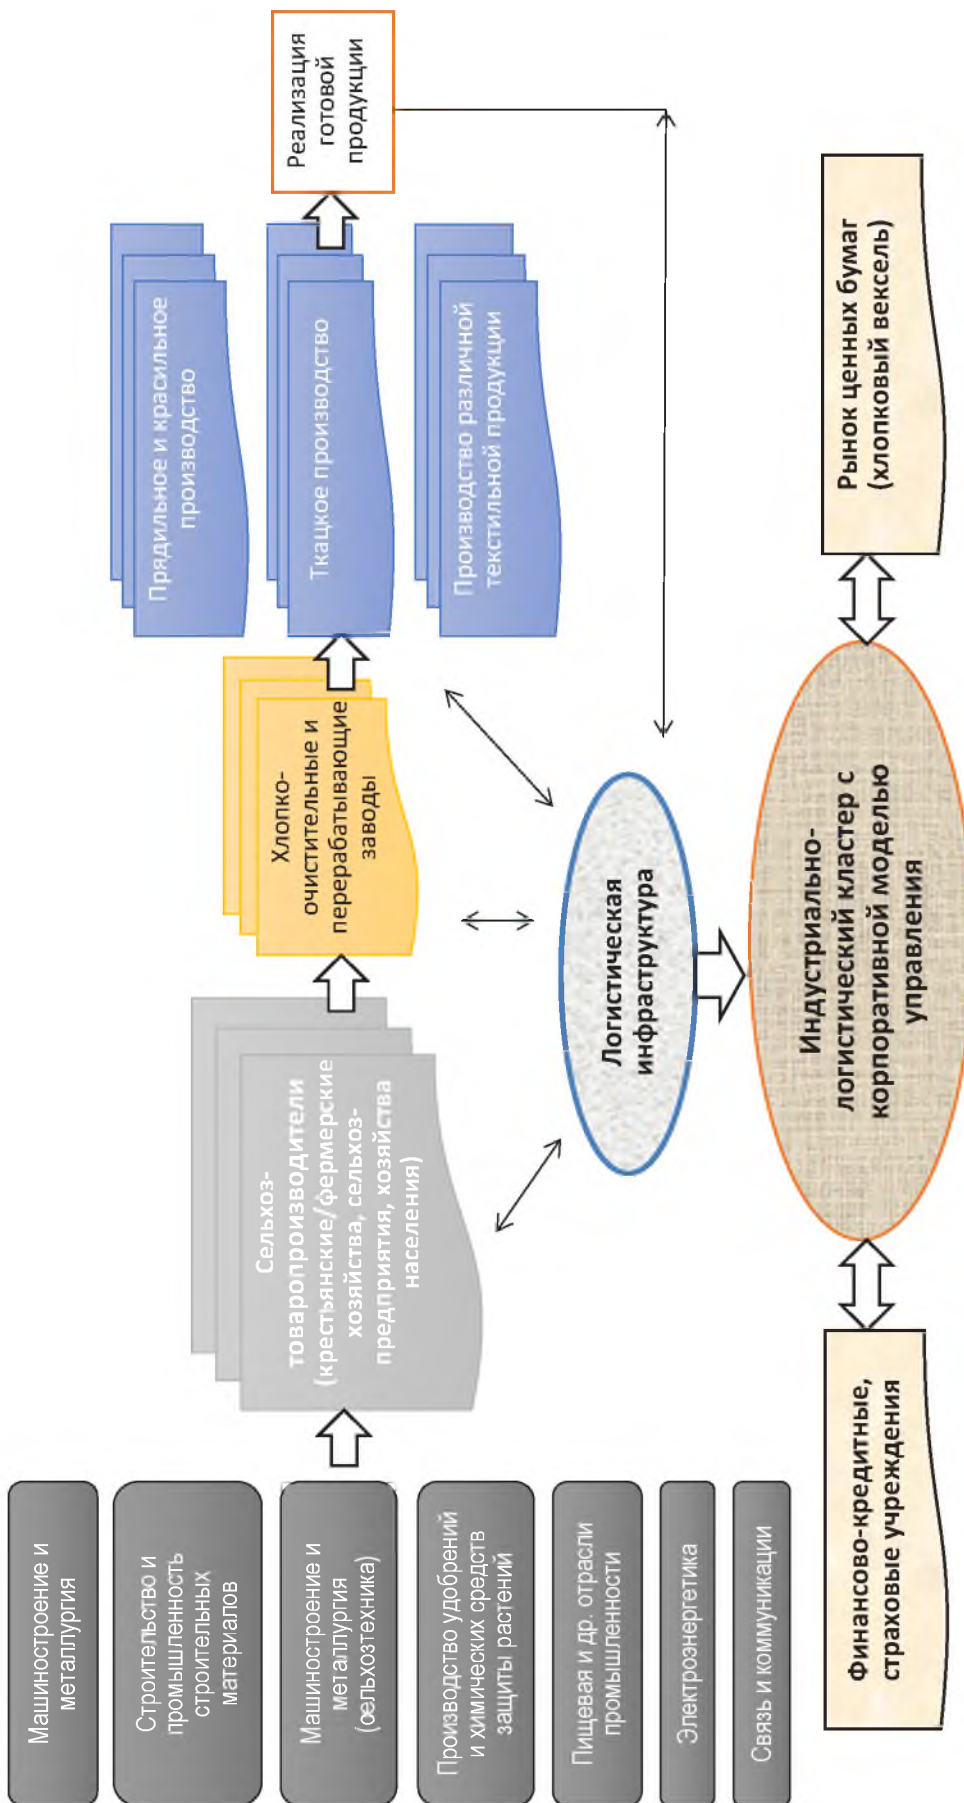 Машиностроение и
металлургия
Строительство и
промышленность
строительных
материалов
Машиностроение и
металлургия
(сельхозтехника)
Производство удобрений
и химических средств
защиты растений
Пищевая и др. отрасли
промышленности
Электроэнергетика
Связь и коммуникации
Сельхоз-
товаропроизводители
(крестьянские/фермерские
хозяйства, сельхоз-
предприятия, хозяйства
населения)
Хлопко-
очистительные и
перерабатывающие
заводы
Прядильное и красильное
производство
Ткацкое производство
Производство различной
текстильной продукции
Реализация
готовой
продукции
Логистическая
инфраструктура
Финансово-кредитные,
страховые учреждения
Индустриально-
логистический кластер с
корпоративной моделью
управления
Рынок ценных бумаг
(хлопковый вексель)